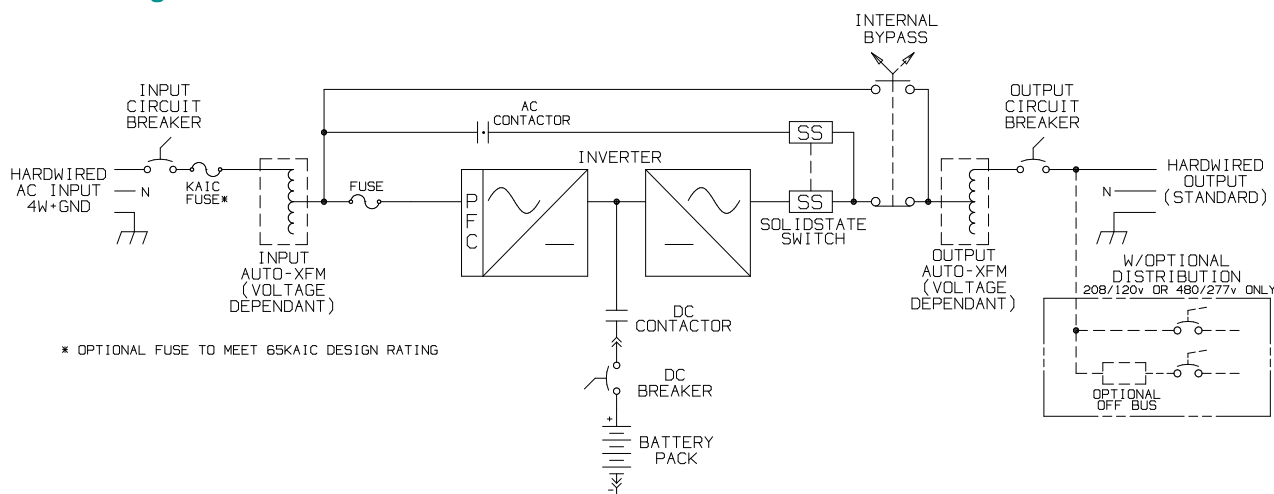 INTERNAL
BYPASS
INPUT
CIRCUIT
BREAKER
AC
CONTACTOR
SS
OUTPUT
CIRCUIT
BREAKER
HARDWIRED
AC INPUT
4W+GND
N
KAIC
FUSE*
FUSE
INVERTER
PFC
SS
SOLIDSTATE
SWITCH
N
HARDWIRED
OUTPUT
(STANDARD)
INPUT
AUTO-XFM
(VOLTAGE
DEPENDANT)
OUTPUT
AUTO-XFM
(VOLTAGE
DEPENDANT)
W/OPTIONAL
DISTRIBUTION
208/120v OR 480/277v ONLY
DC
CONTACTOR
* OPTIONAL FUSE TO MEET 65KAIC DESIGN RATING
DC
BREAKER
OPTIONAL
OFF BUS
+
BATTERY
PACK
-